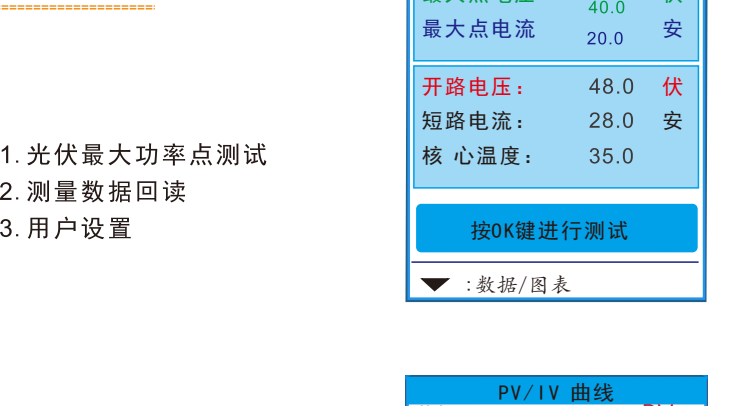 40.0
最大点电流 20.0 安
开路电压： 48.0 伏
短路电流： 28.0 安
核 心温度： 35.0
按OK键进行测试
:数据/图表
1.光伏最大功率点测试
2.测量数据回读
3.用户设置
PV/IV 曲线